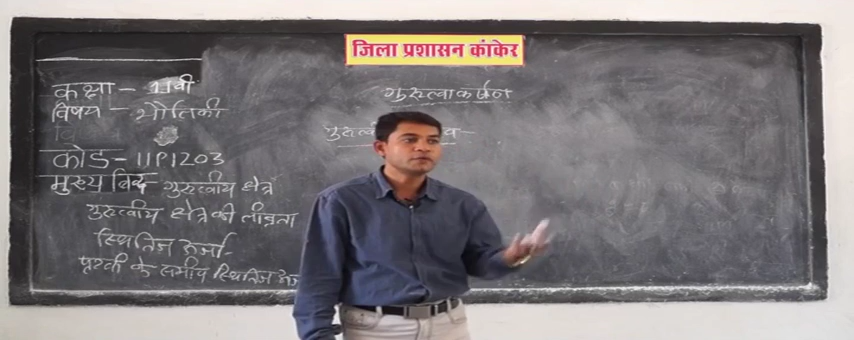 जिला प्रशासन कांकेर
कक्षा - 11वी
विषय - भौतिकी
कोड - 11P1203
मुख्य बिंदु गुरुत्वीय क्षेत्र
गुरुत्वीय क्षेत्र की तीव्रता
स्थितिज ऊर्जा -
पृथ्वी के समीप स्थितिज
गुरुत्वाकर्षण